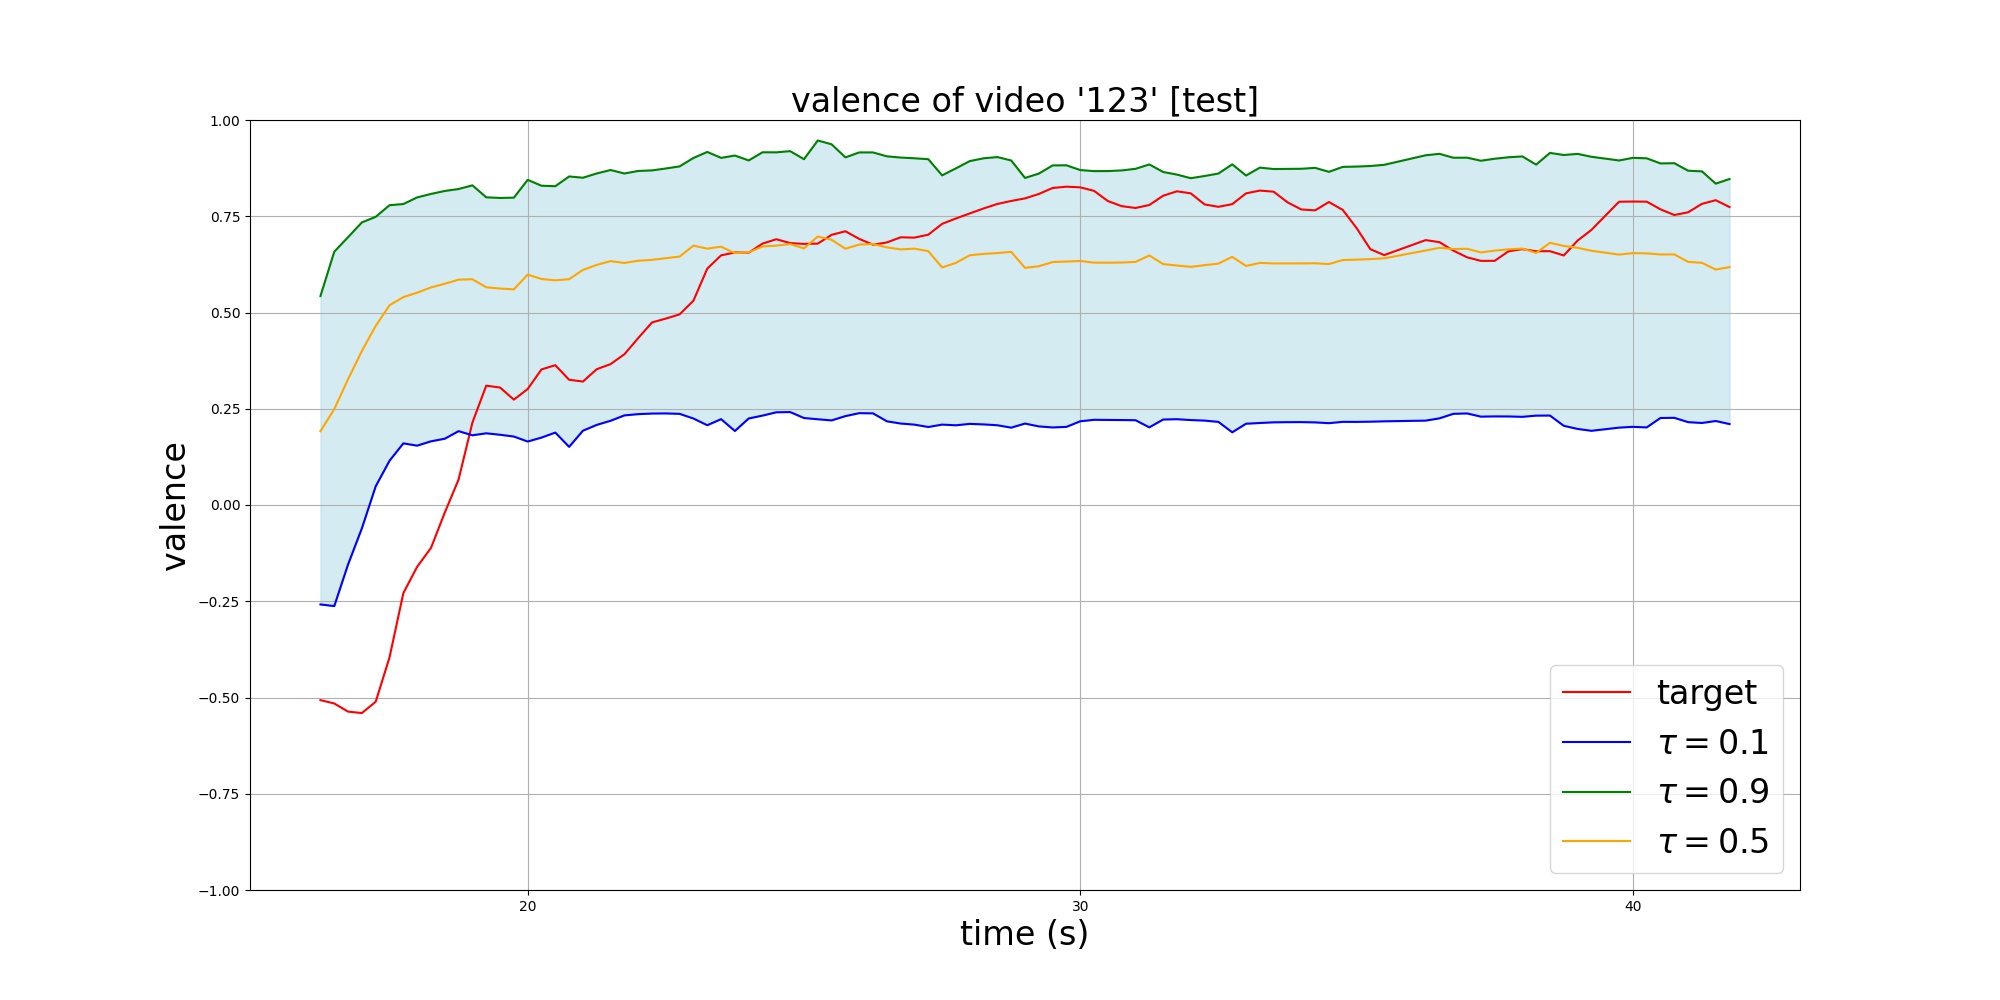 valence of video '123' [test]
1.00
0.75
0.50
0.25
0.00
−0.25
−0.50
−0.75
−1.00
valence
20 30 40
time (s)
target
τ = 0.1
τ = 0.9
τ = 0.5